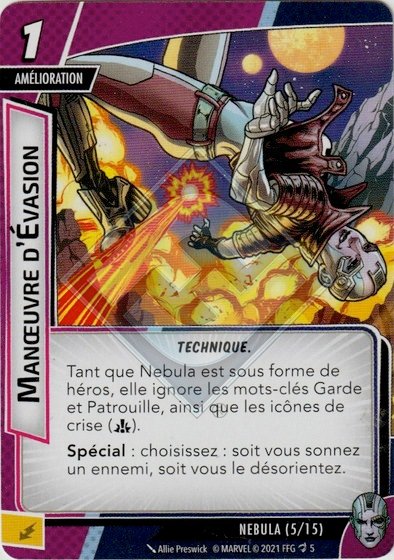 1
AMÉLIORATION
MANŒUVRE D'ÉVASION
TECHNIQUE.
Tant que Nebula est sous forme de
héros, elle ignore les mots-clés Garde
et Patrouille, ainsi que les icônes de
crise ( ).
Spécial : choisissez : soit vous sonnez
un ennemi, soit vous le désorientez.
NEBULA (5/15)
Allie Preswick © MARVEL © 2021 FFG 5